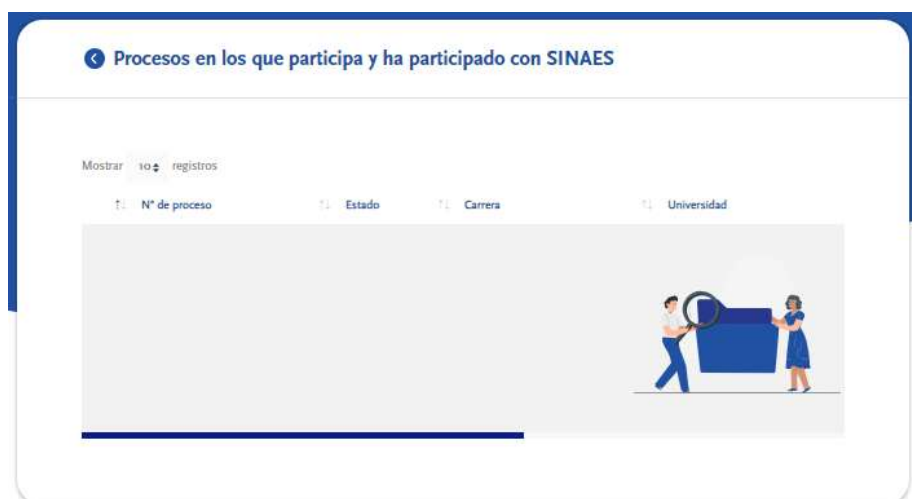 Procesos en los que participa y ha participado con SINAES
Mostrar 10 registros
N° de proceso Estado Carrera Universidad